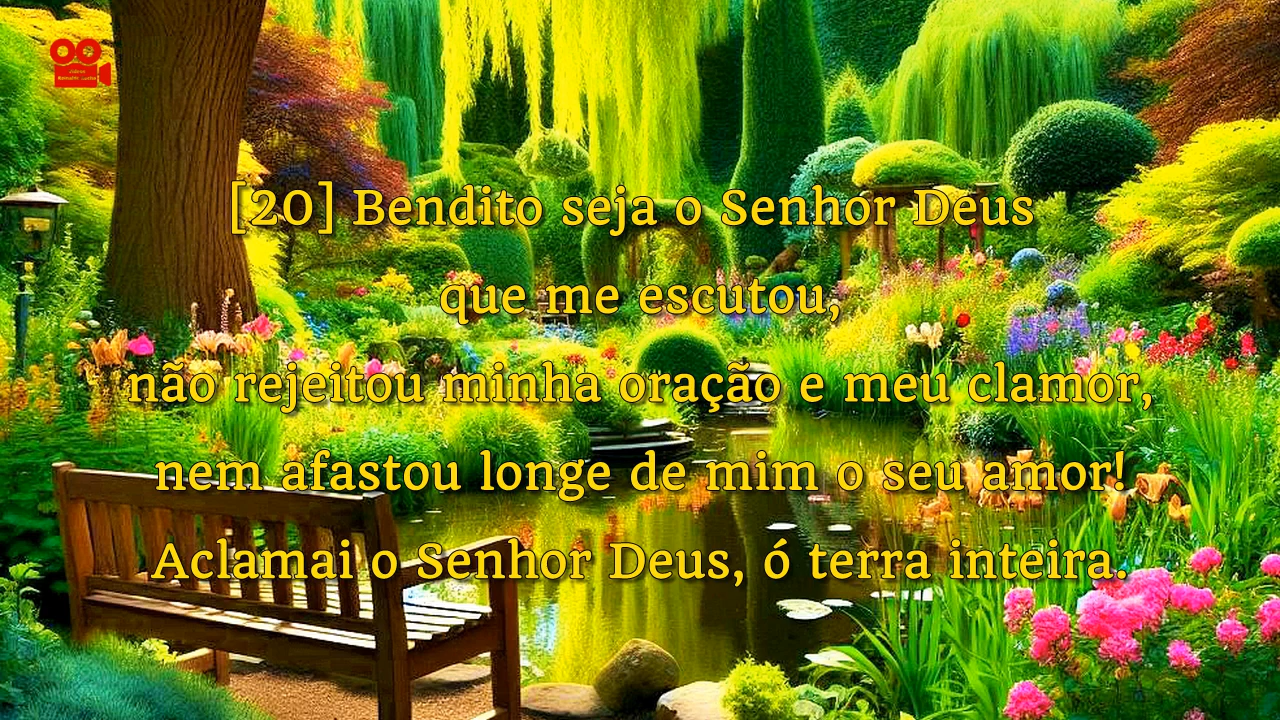 [20] Bendito seja o Senhor Deus
que me escutou,
não rejeitou minha oração e meu clamor,
nem afastou longe de mim o seu amor!
Aclamai o Senhor Deus, ó terra inteira.